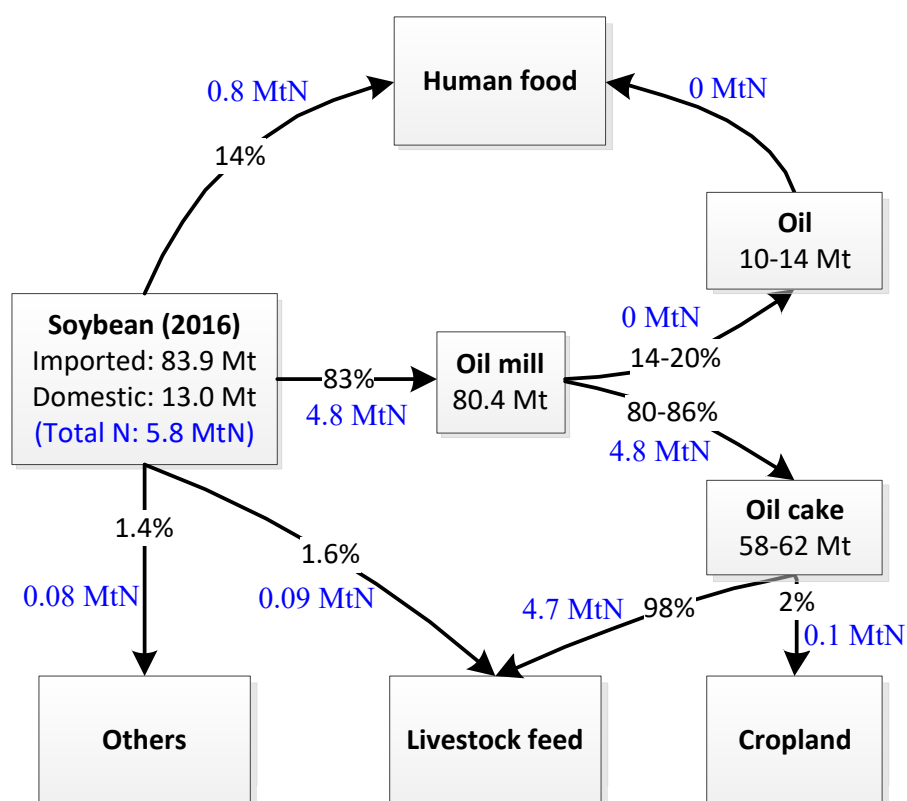 Human food
0.8 MtN
0 MtN
14%
Oil
10-14 Mt
Soybean (2016)
Imported: 83.9 Mt
Domestic: 13.0 Mt
(Total N: 5.8 MtN)
83%
4.8 MtN
Oil mill
80.4 Mt
0 MtN
14-20%
80-86%
4.8 MtN
Oil cake
58-62 Mt
1.4%
0.08 MtN
1.6%
0.09 MtN
4.7 MtN
98%
2%
0.1 MtN
Others
Livestock feed
Cropland